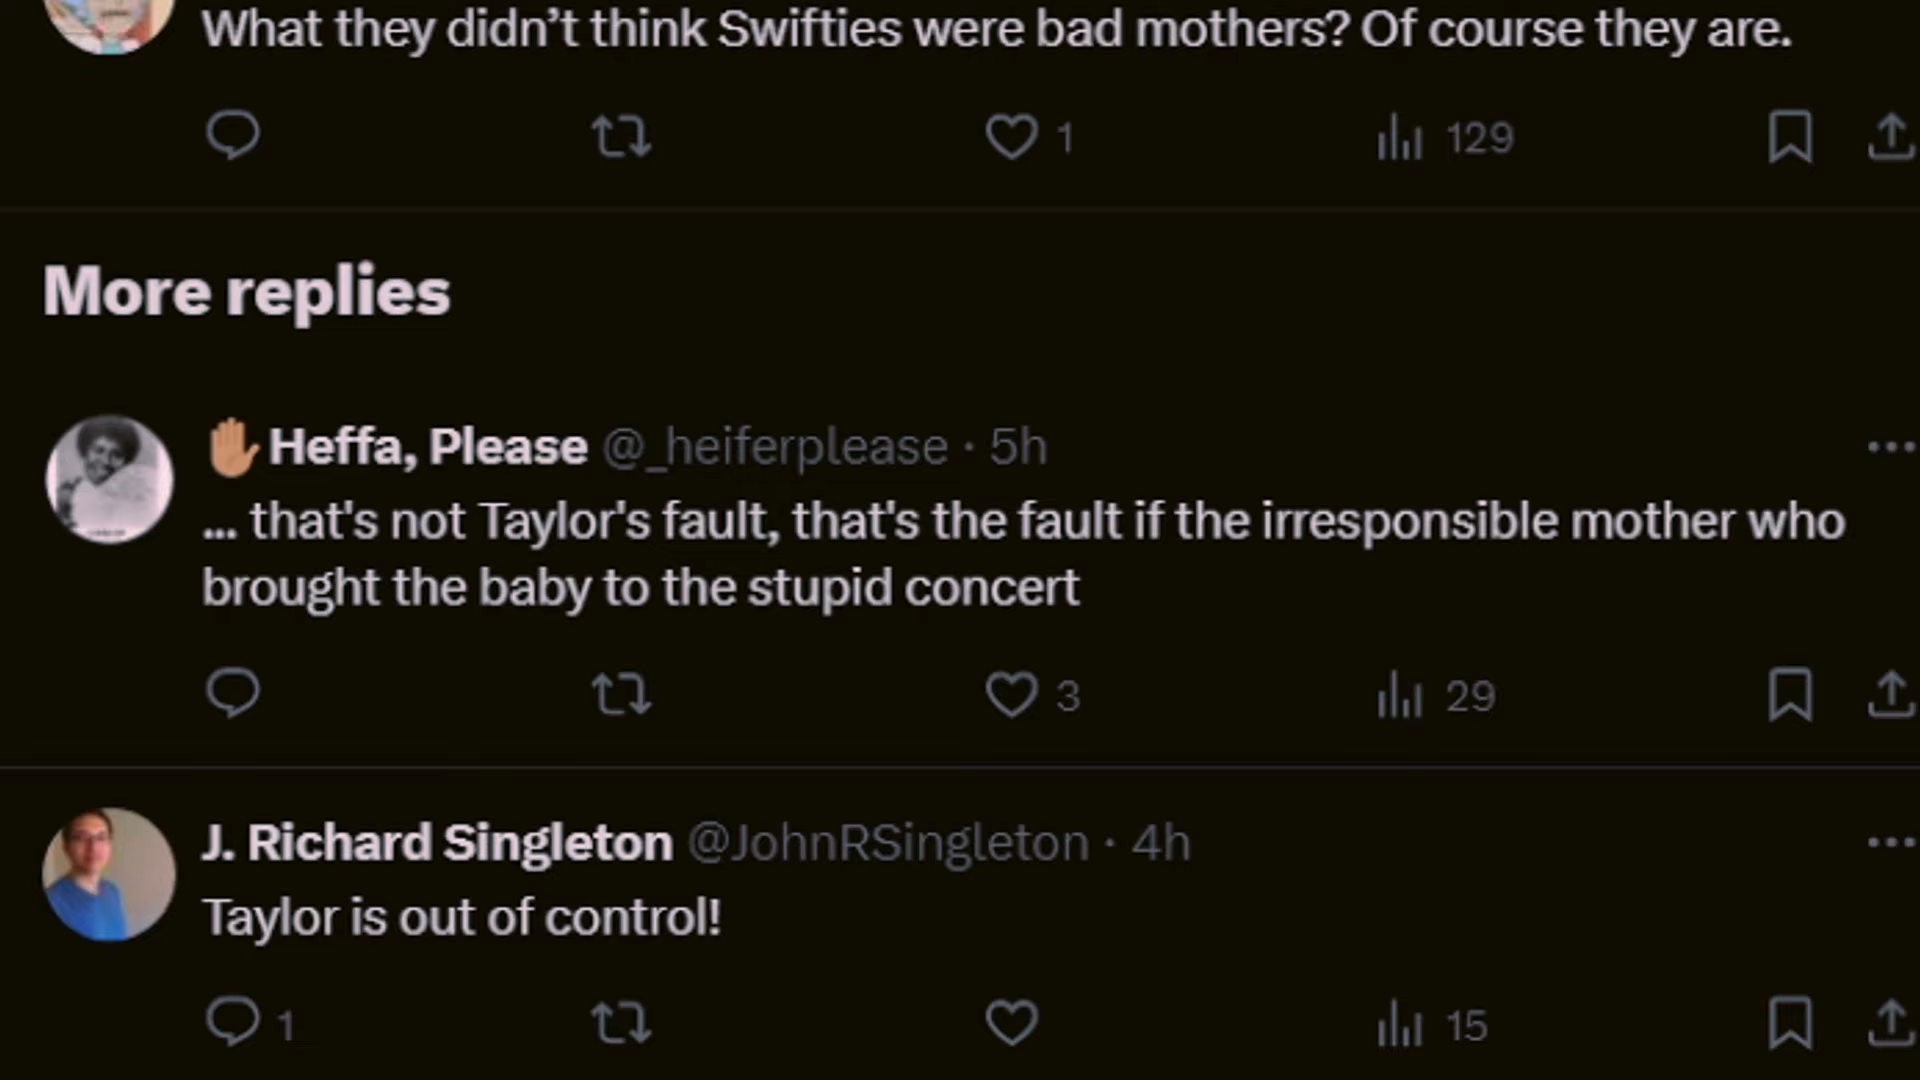 What they didn’t think Swifties were bad mothers? Of course they are.
1 129
More replies
✋🏽Heffa, Please @_heiferplease · 5h
... that's not Taylor's fault, that's the fault if the irresponsible mother who
brought the baby to the stupid concert
3 29
J. Richard Singleton @JohnRSingleton · 4h
Taylor is out of control!
1 15